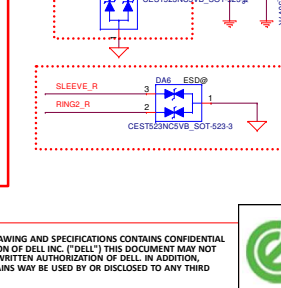 SLEEVE_R
RING2_R
3
2
DA6
ESD@
1
CEST523NC5VB_SOT-523-3
AWING AND SPECIFICATIONS CONTAINS CONFIDENTIAL
ON OF DELL INC. ("DELL") THIS DOCUMENT MAY NOT
WRITTEN AUTHORIZATION OF DELL. IN ADDITION,
AINS WAY BE USED BY OR DISCLOSED TO ANY THIRD